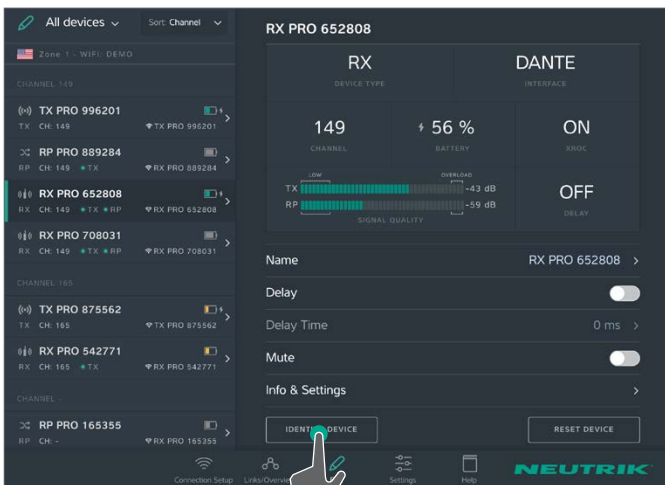 All devices
Sort: Channel
Zone 1 - WIFI: DEMO
CHANNEL 149
TX PRO 996201
TX CH: 149 TX PRO 996201
RP PRO 889284
RP CH: 149 TX RP PRO 889284
RX PRO 652808
RX CH: 149 TX RP RX PRO 652808
RX PRO 708031
RX CH: 149 TX RP RX PRO 708031
CHANNEL 165
TX PRO 875562
TX CH: 165 TX PRO 875562
RX PRO 542771
RX CH: 165 TX RX PRO 542771
CHANNEL -
RP PRO 165355
RP CH: - RX PRO 165355
RX PRO 652808
RX DANTE
DEVICE TYPE INTERFACE
149 56 % ON
CHANNEL BATTERY XROC
LOW OVERLOAD
TX -43 dB
RP -59 dB
SIGNAL QUALITY
OFF
DELAY
Name RX PRO 652808
Delay
Delay Time 0 ms
Mute
Info & Settings
DEVICE RESET DEVICE
Connection Setup Settings Help
NEUTRIK